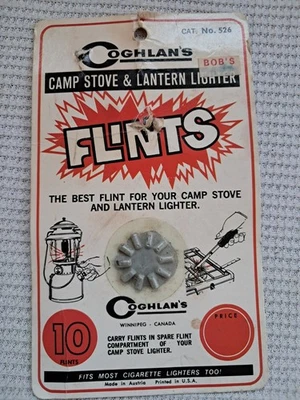 CAT. No. 526
COGHLAN'S
BOB'S
CAMP STOVE & LANTERN LIGHTER
FLINTS
THE BEST FLINT FOR YOUR CAMP STOVE
AND LANTERN LIGHTER.
COGHLAN'S
WINNIPEG - CANADA
10
FLINTS
CARRY FLINTS IN SPARE FLINT
COMPARTMENT OF YOUR
CAMP STOVE LIGHTER.
PRICE
FITS MOST CIGARETTE LIGHTERS TOO!
Made in Austria Printed in U.S.A.